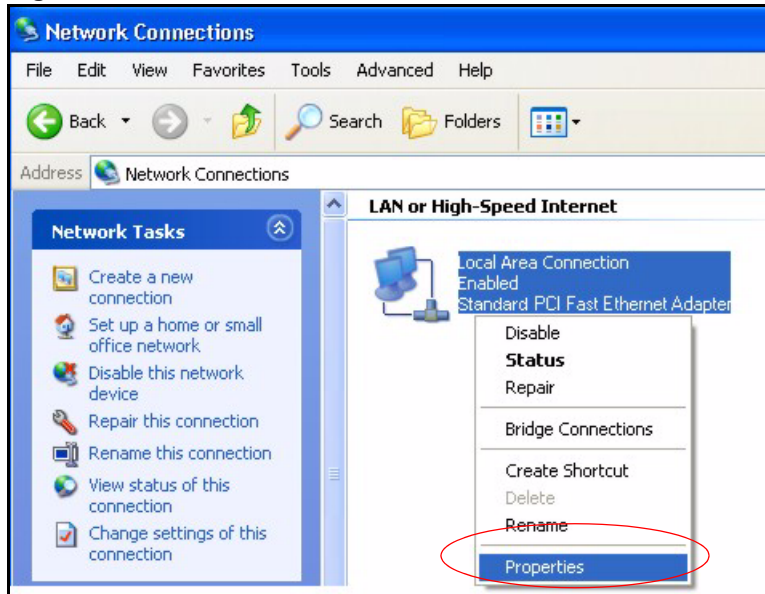 Network Connections
File Edit View Favorites Tools Advanced Help
Back Search Folders
Address Network Connections
Network Tasks
Create a new
connection
Set up a home or small
office network
Disable this network
device
Repair this connection
Rename this connection
View status of this
connection
Change settings of this
connection
LAN or High-Speed Internet
Local Area Connection
Enabled
Standard PCI Fast Ethernet Adapter
Disable
Status
Repair
Bridge Connections
Create Shortcut
Delete
Rename
Properties